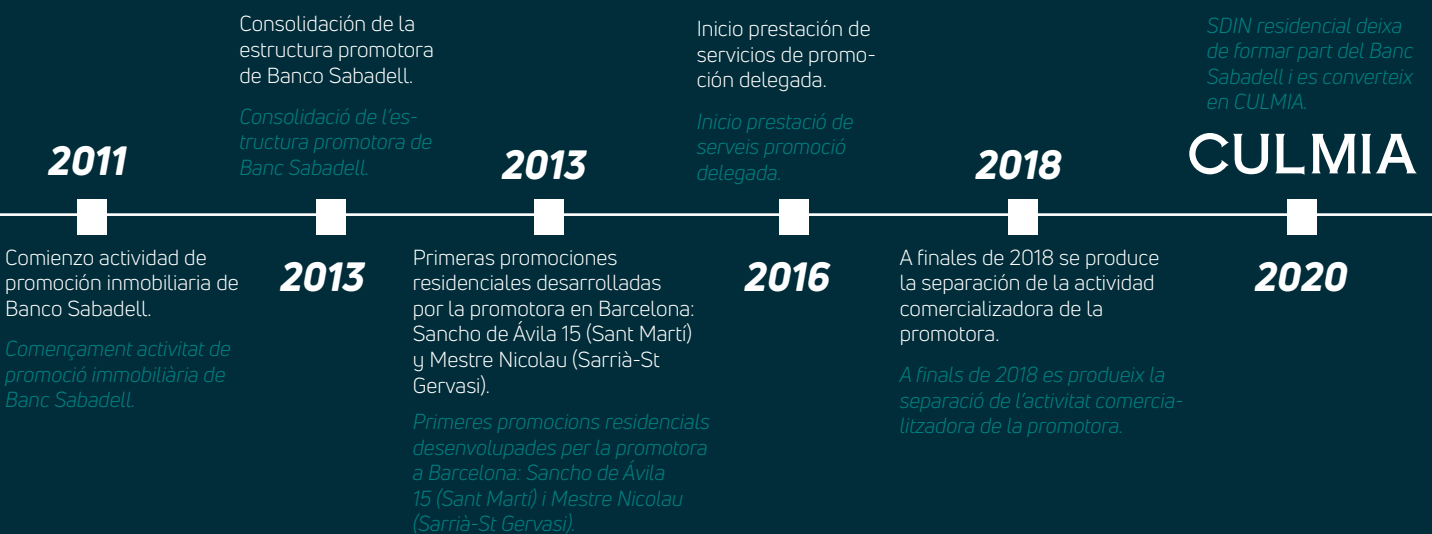 2011
Comienzo actividad de
promoción inmobiliaria de
Banco Sabadell.
Començament activitat de
promoció immobiliària de
Banc Sabadell.
Consolidación de la
estructura promotora
de Banco Sabadell.
Consolidació de l'es-
tructura promotora de
Banc Sabadell.
2013
2013
Primeras promociones
residenciales desarrolladas
por la promotora en Barcelona:
Sancho de Ávila 15 (Sant Martí)
y Mestre Nicolau (Sarrià-St
Gervasi).
Primeres promocions residencials
desenvolupades per la promotora
a Barcelona: Sancho de Ávila
15 (Sant Martí) i Mestre Nicolau
(Sarrià-St Gervasi).
Inicio prestación de
servicios de promo-
ción delegada.
Inicio prestació de
serveis promoció
delegada.
2016
2018
A finales de 2018 se produce
la separación de la actividad
comercializadora de la
promotora.
A finals de 2018 es produeix la
separació de l'activitat comercia-
litzadora de la promotora.
SDIN residencial deixa
de formar part del Banc
Sabadell i es converteix
en CULMIA.
CULMIA
2020